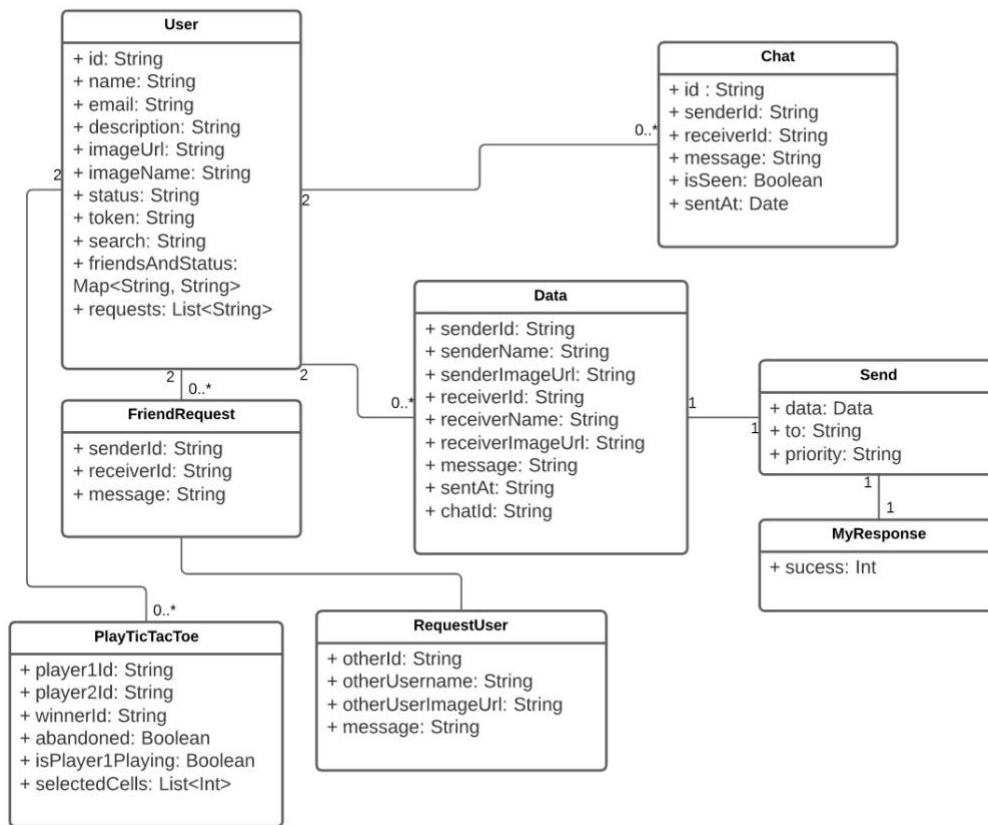 User
+ id: String
+ name: String
+ email: String
+ description: String
+ imageUrl: String
+ imageName: String
+ status: String
+ token: String
+ search: String
+ friendsAndStatus:
Map<String, String>
+ requests: List<String>
2
2
2
2
0..*
Chat
+ id : String
+ senderId: String
+ receiverId: String
+ message: String
+ isSeen: Boolean
+ sentAt: Date
0..*
Data
+ senderId: String
+ senderName: String
+ senderImageUrl: String
+ receiverId: String
+ receiverName: String
+ receiverImageUrl: String
+ message: String
+ sentAt: String
+ chatId: String
0..*
1
1
Send
+ data: Data
+ to: String
+ priority: String
1
1
MyResponse
+ sucess: Int
FriendRequest
+ senderId: String
+ receiverId: String
+ message: String
0..*
PlayTicTacToe
+ player1Id: String
+ player2Id: String
+ winnerId: String
+ abandoned: Boolean
+ isPlayer1Playing: Boolean
+ selectedCells: List<Int>
RequestUser
+ otherId: String
+ otherUsername: String
+ otherUserImageUrl: String
+ message: String